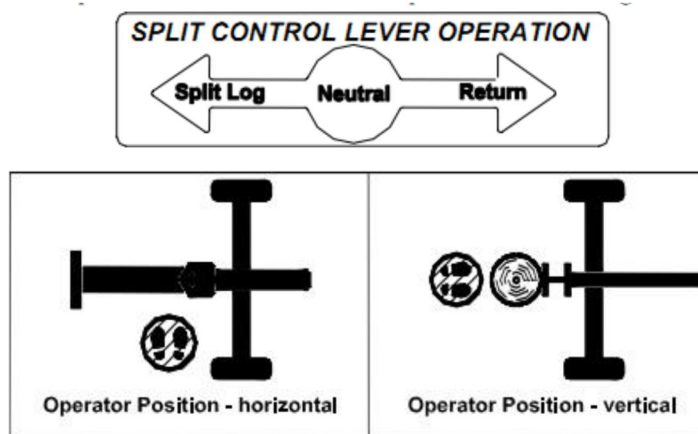 SPLIT CONTROL LEVER OPERATION
Split Log Neutral Return
Operator Position - horizontal
Operator Position - vertical